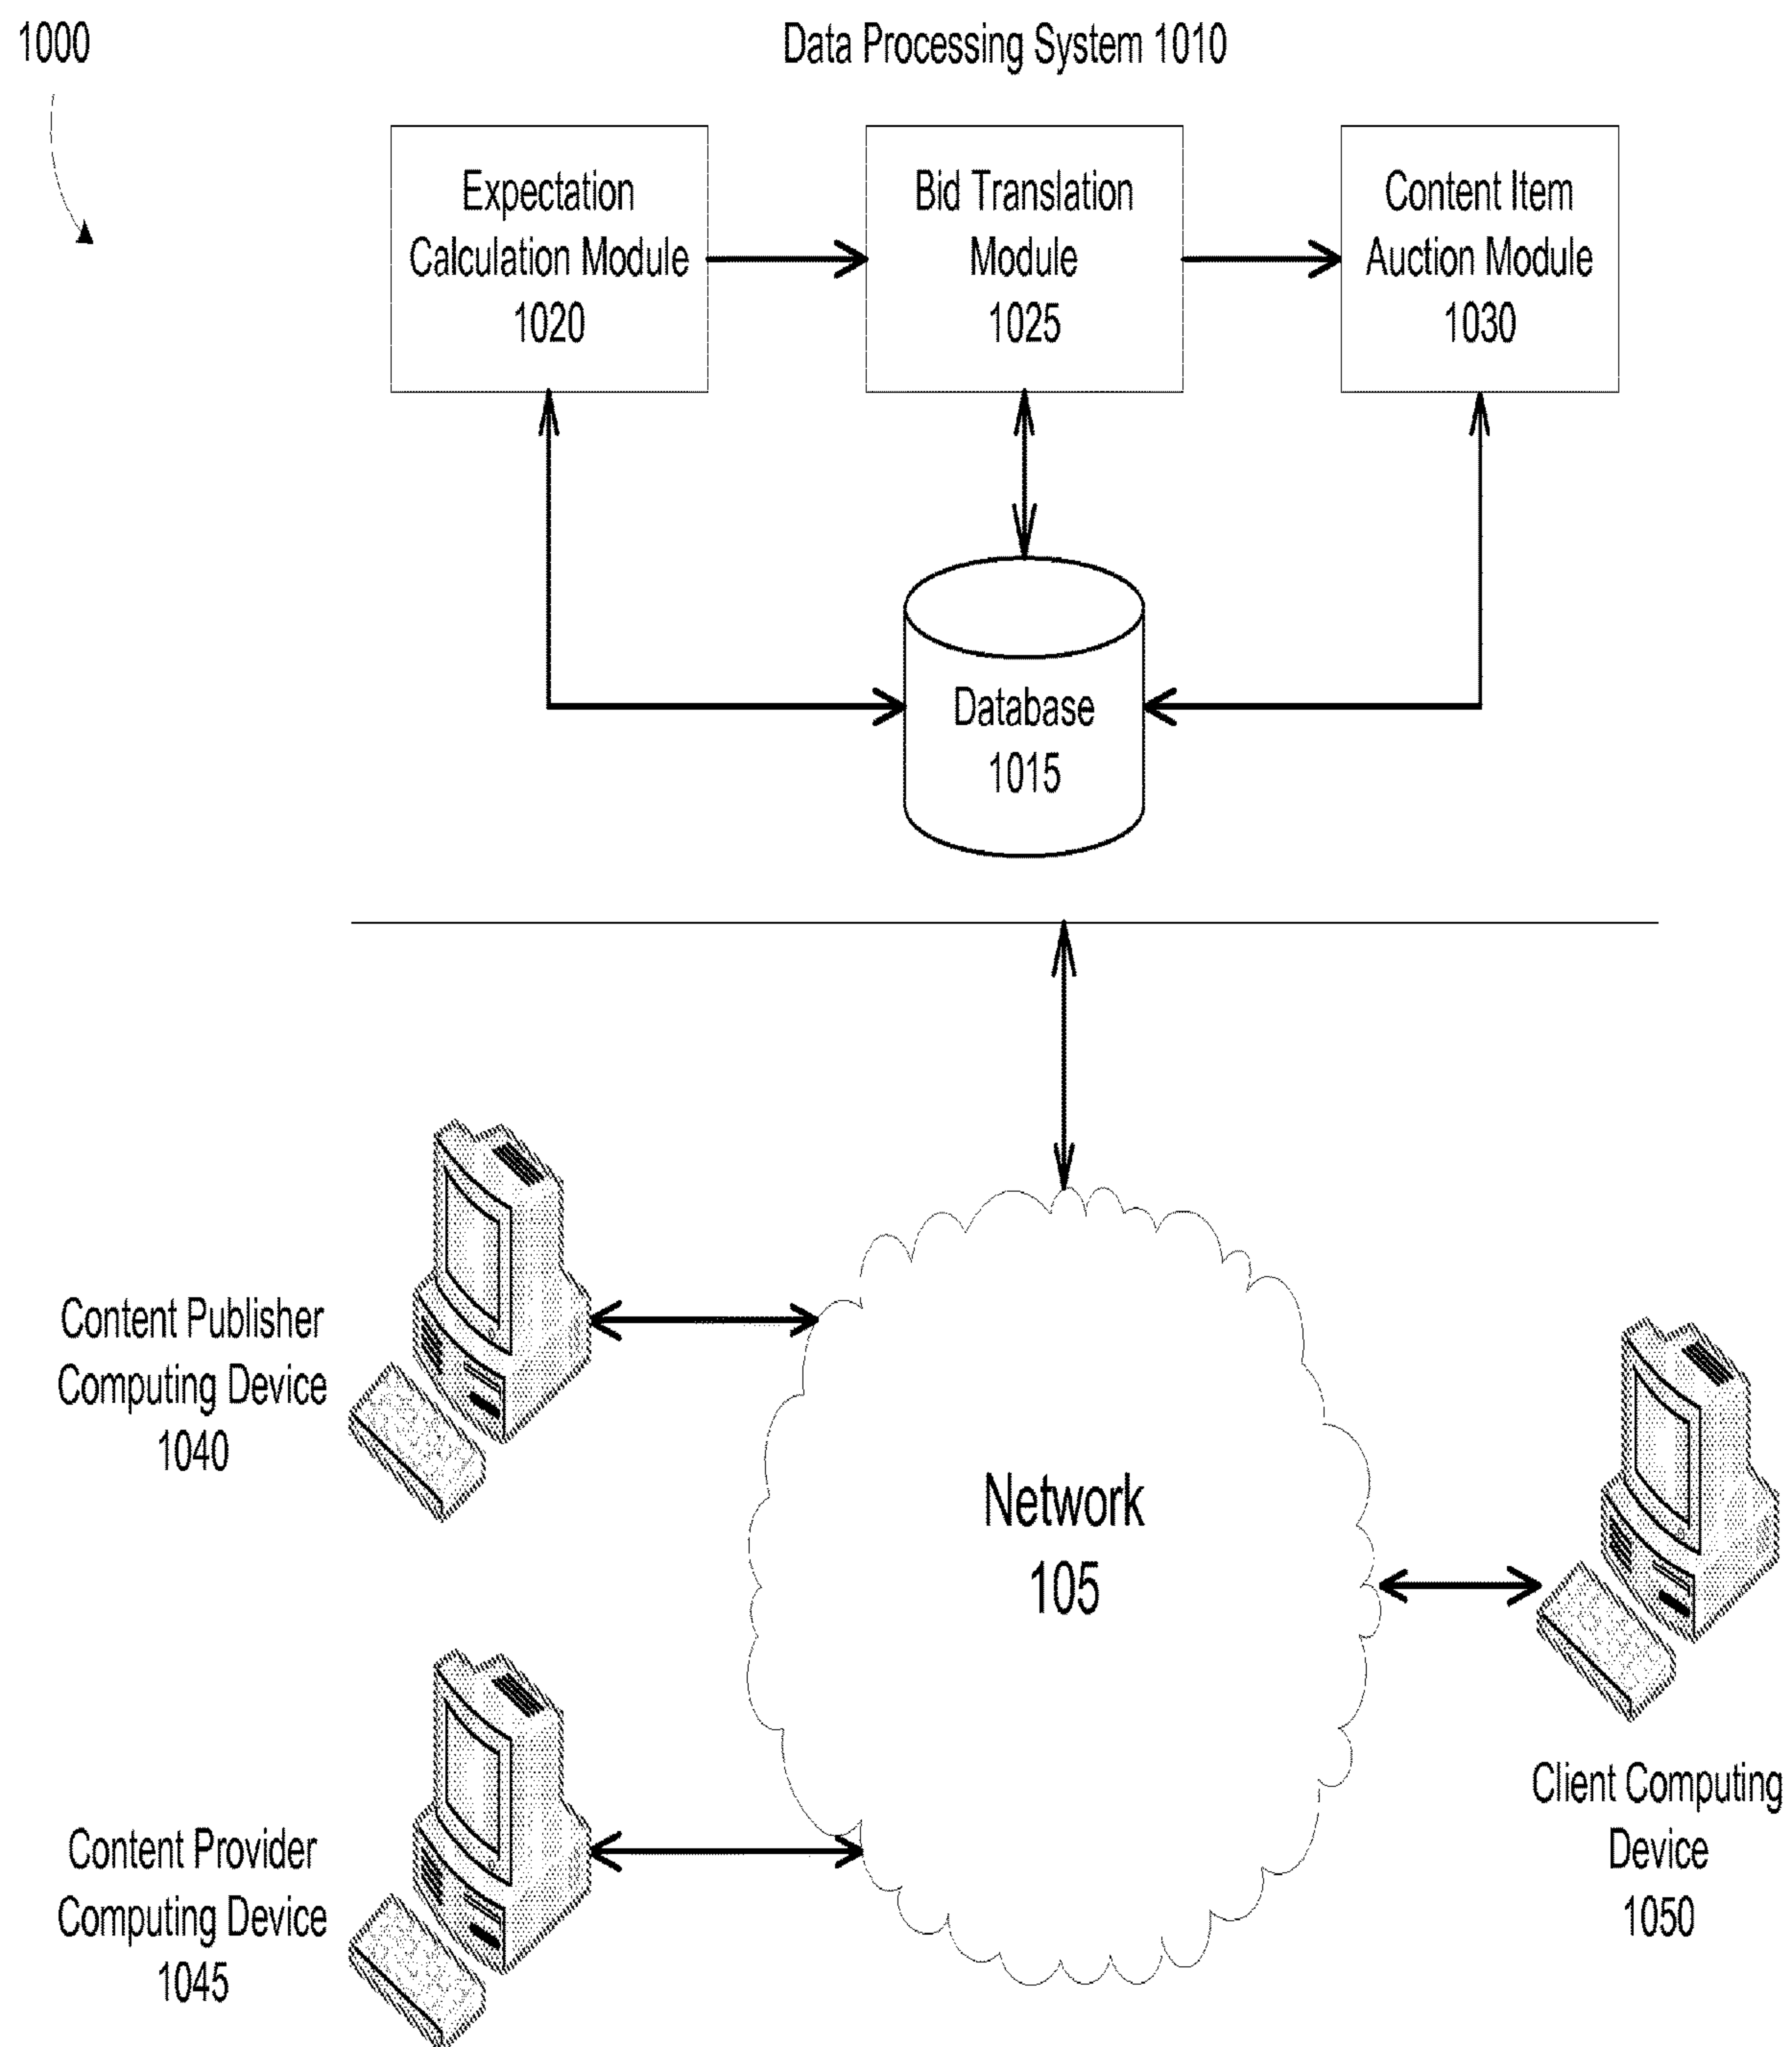 1000
Data Processing System 1010
Expectation
Calculation Module
1020
Bid Translation
Module
1025
Content Item
Auction Module
1030
Database
1015
Content Publisher
Computing Device
1040
Network
105
Content Provider
Computing Device
1045
Client Computing
Device
1050